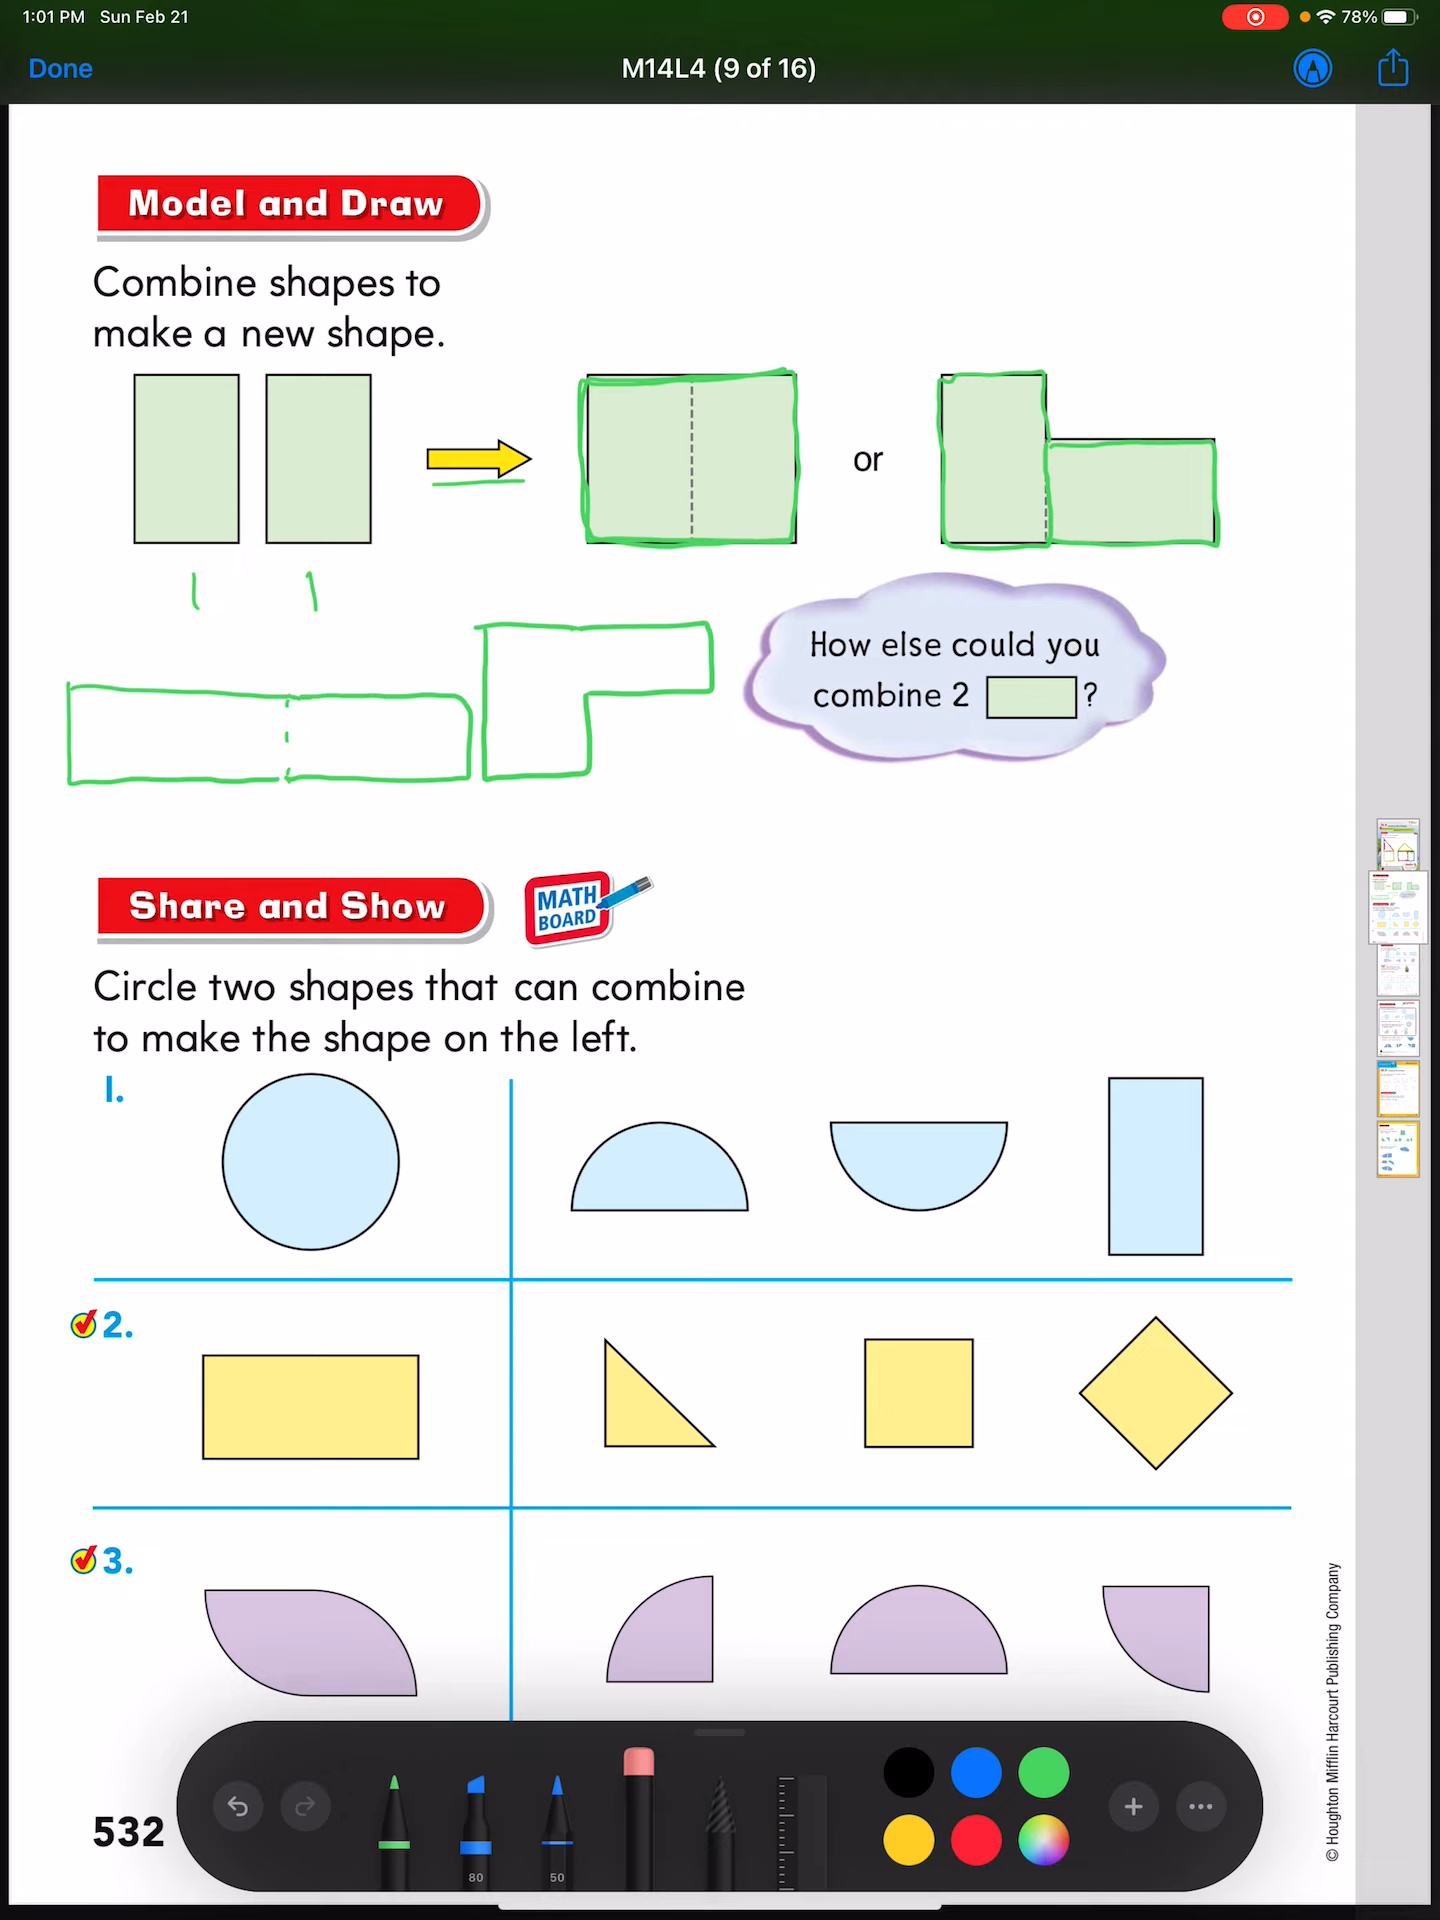 1:01 PM Sun Feb 21
78%
Done
M14L4 (9 of 16)
Model and Draw
Combine shapes to
make a new shape.
or
How else could you
combine 2 ?
Share and Show
MATH
BOARD
Circle two shapes that can combine
to make the shape on the left.
1.
2.
3.
© Houghton Mifflin Harcourt Publishing Company
532
80
50